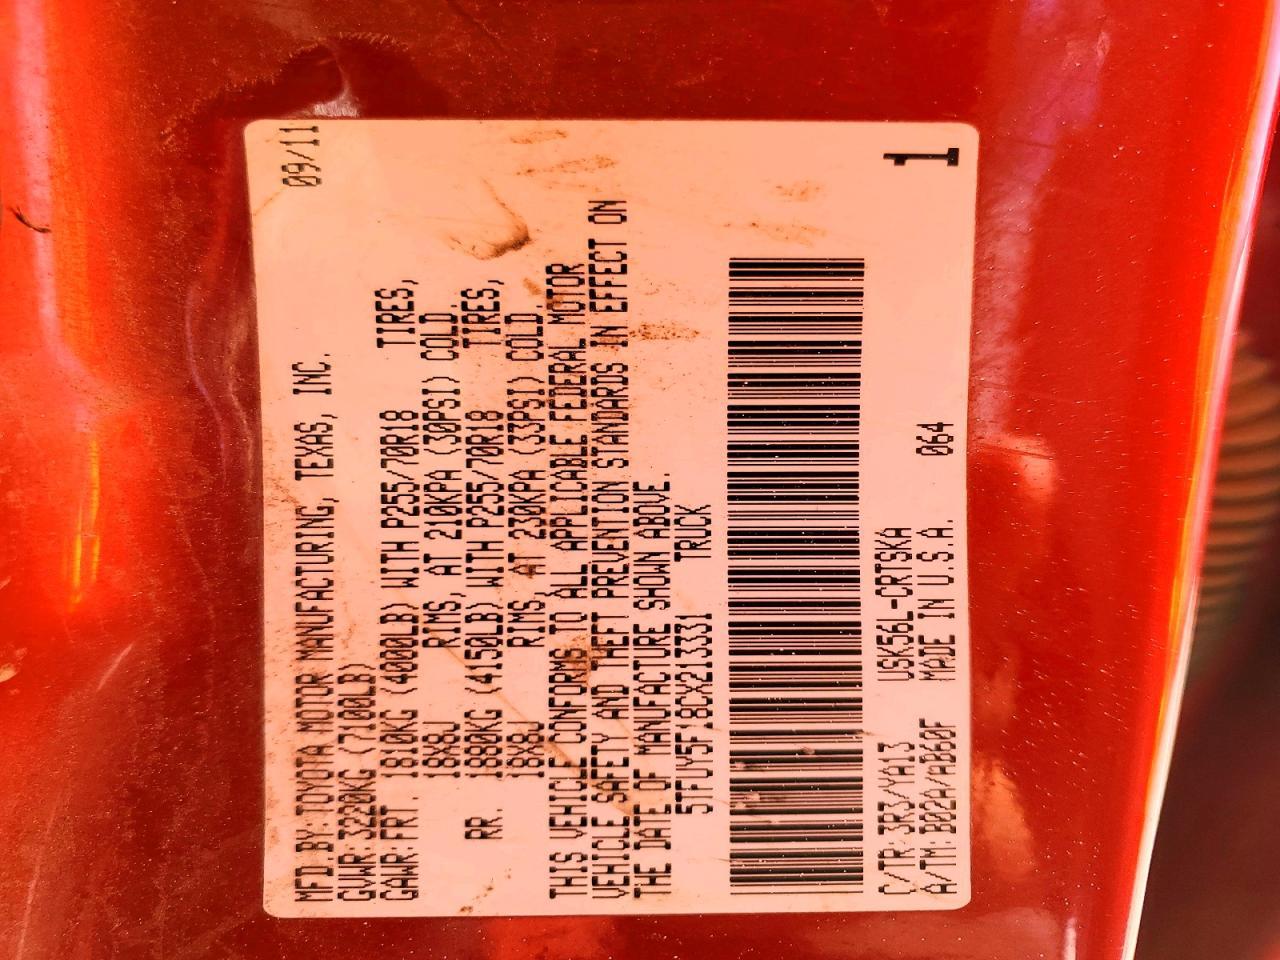 09/11
MFD.BY:TOYOTA MOTOR MANUFACTURING, TEXAS, INC.
GVWR:3220KG (7100LB)
GAWR:FRT. 1810KG (4000LB) WITH P255/70R18 TIRES,
18X8J RIMS, AT 210KPA (30PSI) COLD.
RR. 1880KG (4150LB) WITH P255/70R18 TIRES,
18X8J RIMS, AT 230KPA (33PSI) COLD.
THIS VEHICLE CONFORMS TO ALL APPLICABLE FEDERAL MOTOR
VEHICLE SAFETY AND THEFT PREVENTION STANDARDS IN EFFECT ON
THE DATE OF MANUFACTURE SHOWN ABOVE.
5TFUY5F18CX213331 TRUCK
C/TR:3R3/YA13 USK56L-CRTSKA
A/TM:B02A/AB60F MADE IN U.S.A. 064
1